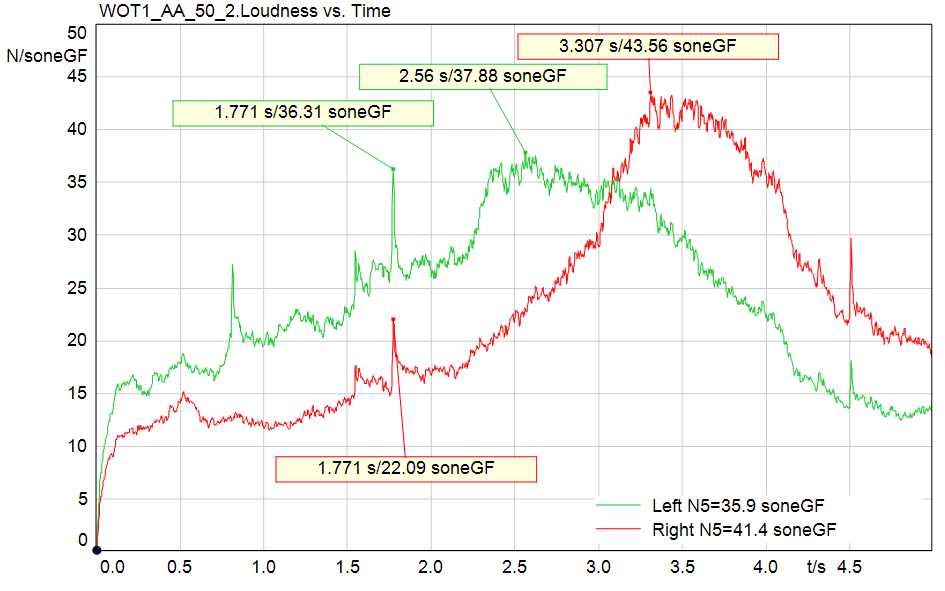 WOT1_AA_50_2.Loudness vs. Time
50
N/soneGF
45
40
35
30
25
20
15
10
5
0
3.307 s/43.56 soneGF
2.56 s/37.88 soneGF
1.771 s/36.31 soneGF
1.771 s/22.09 soneGF
Left N5=35.9 soneGF
Right N5=41.4 soneGF
0.0 0.5 1.0 1.5 2.0 2.5 3.0 3.5 4.0 t/s 4.5